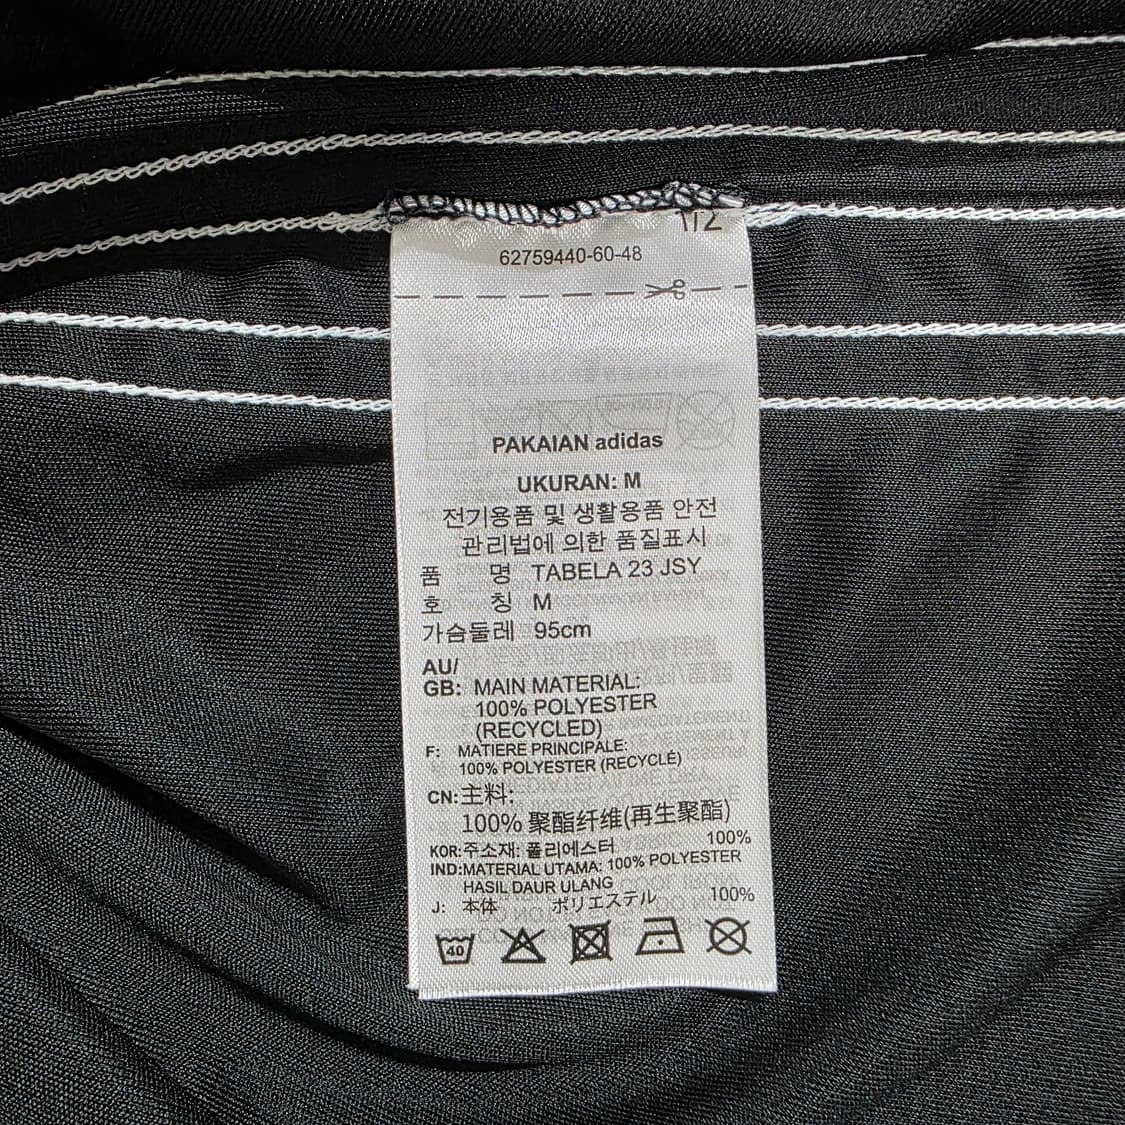 1/2
62759440-60-48
PAKAIAN adidas
UKURAN: M
전기용품 및 생활용품 안전
관리법에 의한 품질표시
품 명 TABELA 23 JSY
호 칭 M
가슴둘레 95cm
AU/
GB: MAIN MATERIAL:
100% POLYESTER
(RECYCLED)
F: MATIERE PRINCIPALE:
100% POLYESTER (RECYCLÉ)
CN:主料:
100% 聚酯纤维(再生聚酯)
KOR:주소재: 폴리에스터 100%
IND:MATERIAL UTAMA: 100% POLYESTER
HASIL DAUR ULANG
J: 本体 ポリエステル 100%
40